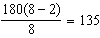 180(8 − 2)/8 = 135